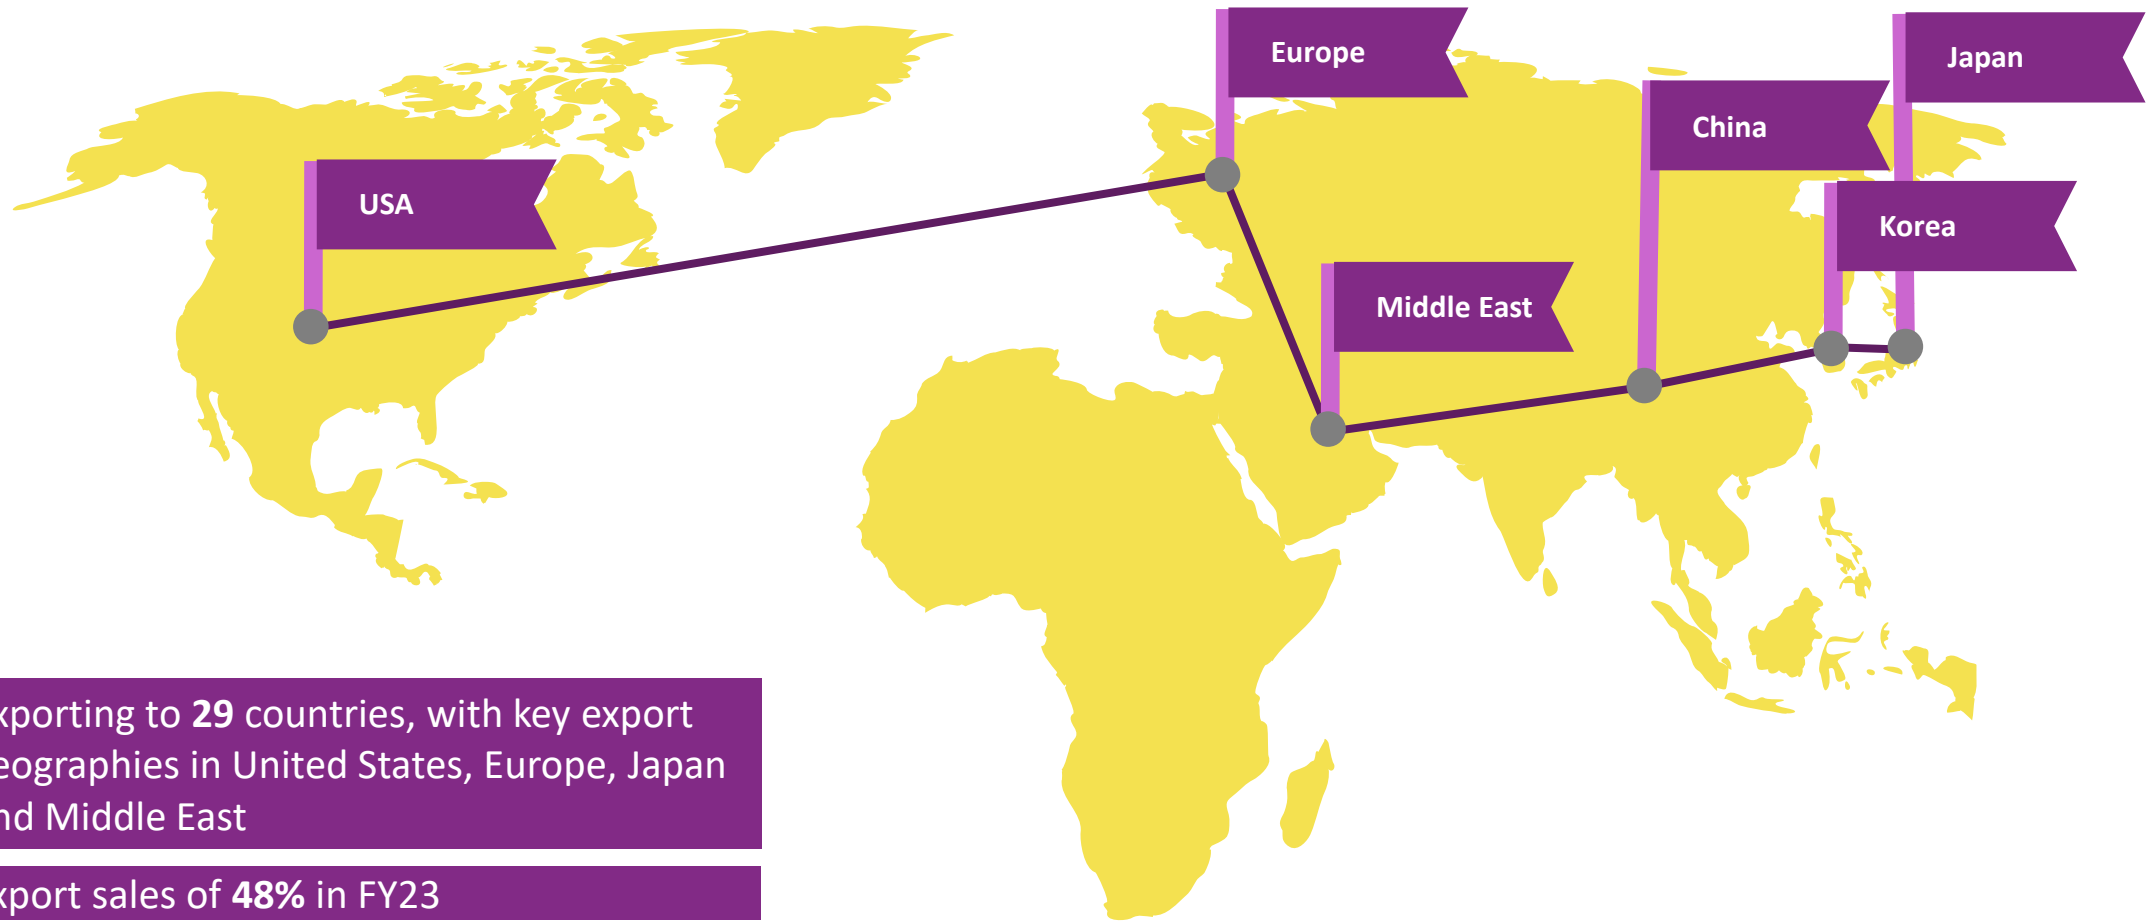 Europe
Japan
China
USA
Korea
Middle East
xporting to 29 countries, with key export
eographies in United States, Europe, Japan
nd Middle East
xport sales of 48% in FY23